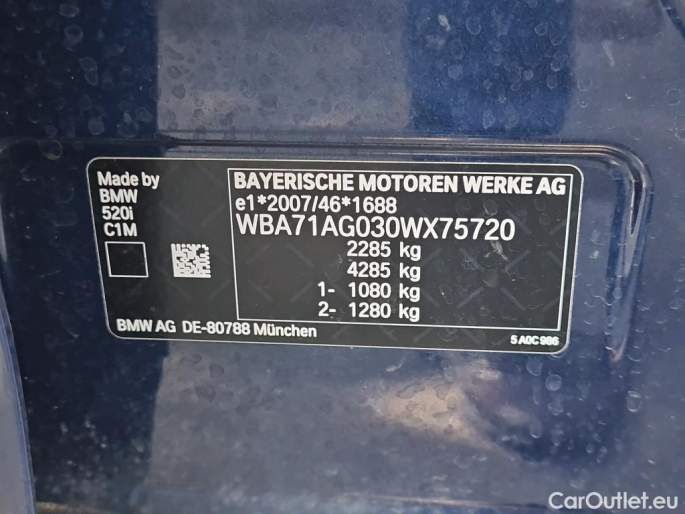 Made by
BMW
520i
C1M
BAYERISCHE MOTOREN WERKE AG
e1*2007/46*1688
WBA71AG030WX75720
2285 kg
4285 kg
1- 1080 kg
2- 1280 kg
BMW AG DE-80788 München
5 A0C 986
CarOutlet.eu